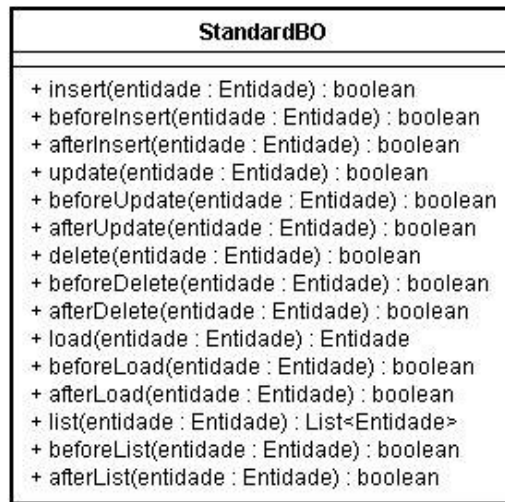 StandardBO
+ insert(entidade : Entidade) : boolean
+ beforeInsert(entidade : Entidade) : boolean
+ afterInsert(entidade : Entidade) : boolean
+ update(entidade : Entidade) : boolean
+ beforeUpdate(entidade : Entidade) : boolean
+ afterUpdate(entidade : Entidade) : boolean
+ delete(entidade : Entidade) : boolean
+ beforeDelete(entidade : Entidade) : boolean
+ afterDelete(entidade : Entidade) : boolean
+ load(entidade : Entidade) : Entidade
+ beforeLoad(entidade : Entidade) : boolean
+ afterLoad(entidade : Entidade) : boolean
+ list(entidade : Entidade) : List<Entidade>
+ beforeList(entidade : Entidade) : boolean
+ afterList(entidade : Entidade) : boolean